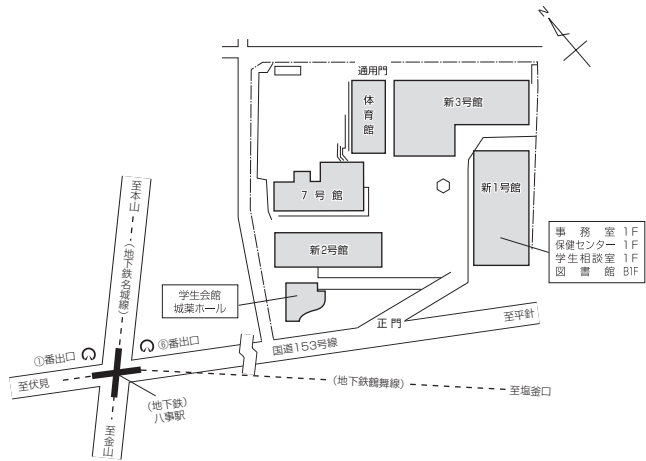 N
通用門
体育館
新3号館
7号館
新1号館
新2号館
事務室 1F
保健センター 1F
学生相談室 1F
図書館 B1F
学生会館
城薬ホール
正門
至平針
国道153号線
至本山
(地下鉄名城線)
①番出口
⑥番出口
至伏見
(地下鉄)
八事駅
(地下鉄鶴舞線)
至塩釜口
至金山